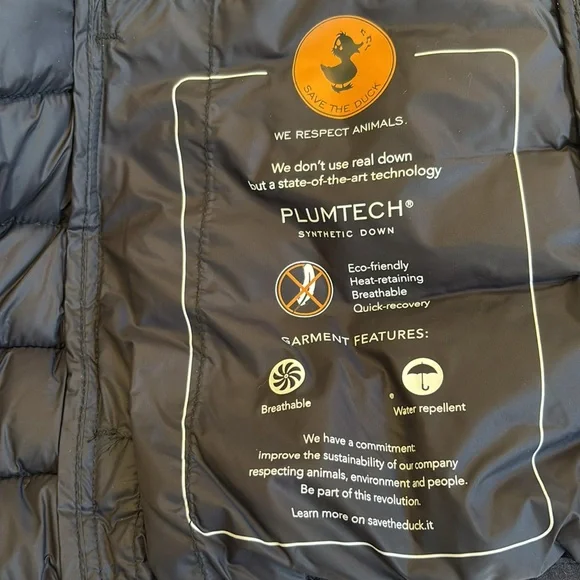 SAVE THE DUCK
WE RESPECT ANIMALS.
We don't use real down
but a state-of-the-art technology
PLUMTECH®
SYNTHETIC DOWN
Eco-friendly
Heat-retaining
Breathable
Quick-recovery
GARMENT FEATURES:
Breathable
Water repellent
We have a commitment:
improve the sustainability of our company
respecting animals, environment and people.
Be part of this revolution.
Learn more on savetheduck.it